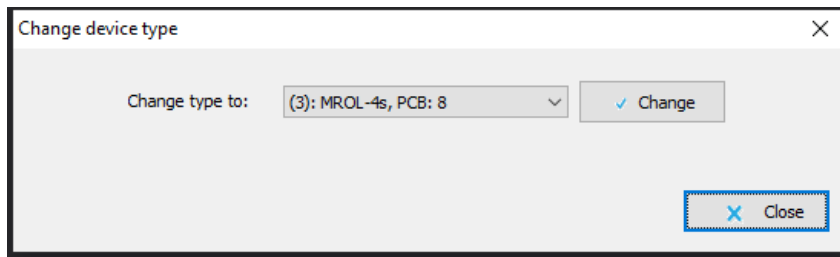 Change device type
Change type to: (3): MROL-4s, PCB: 8 Change
Close